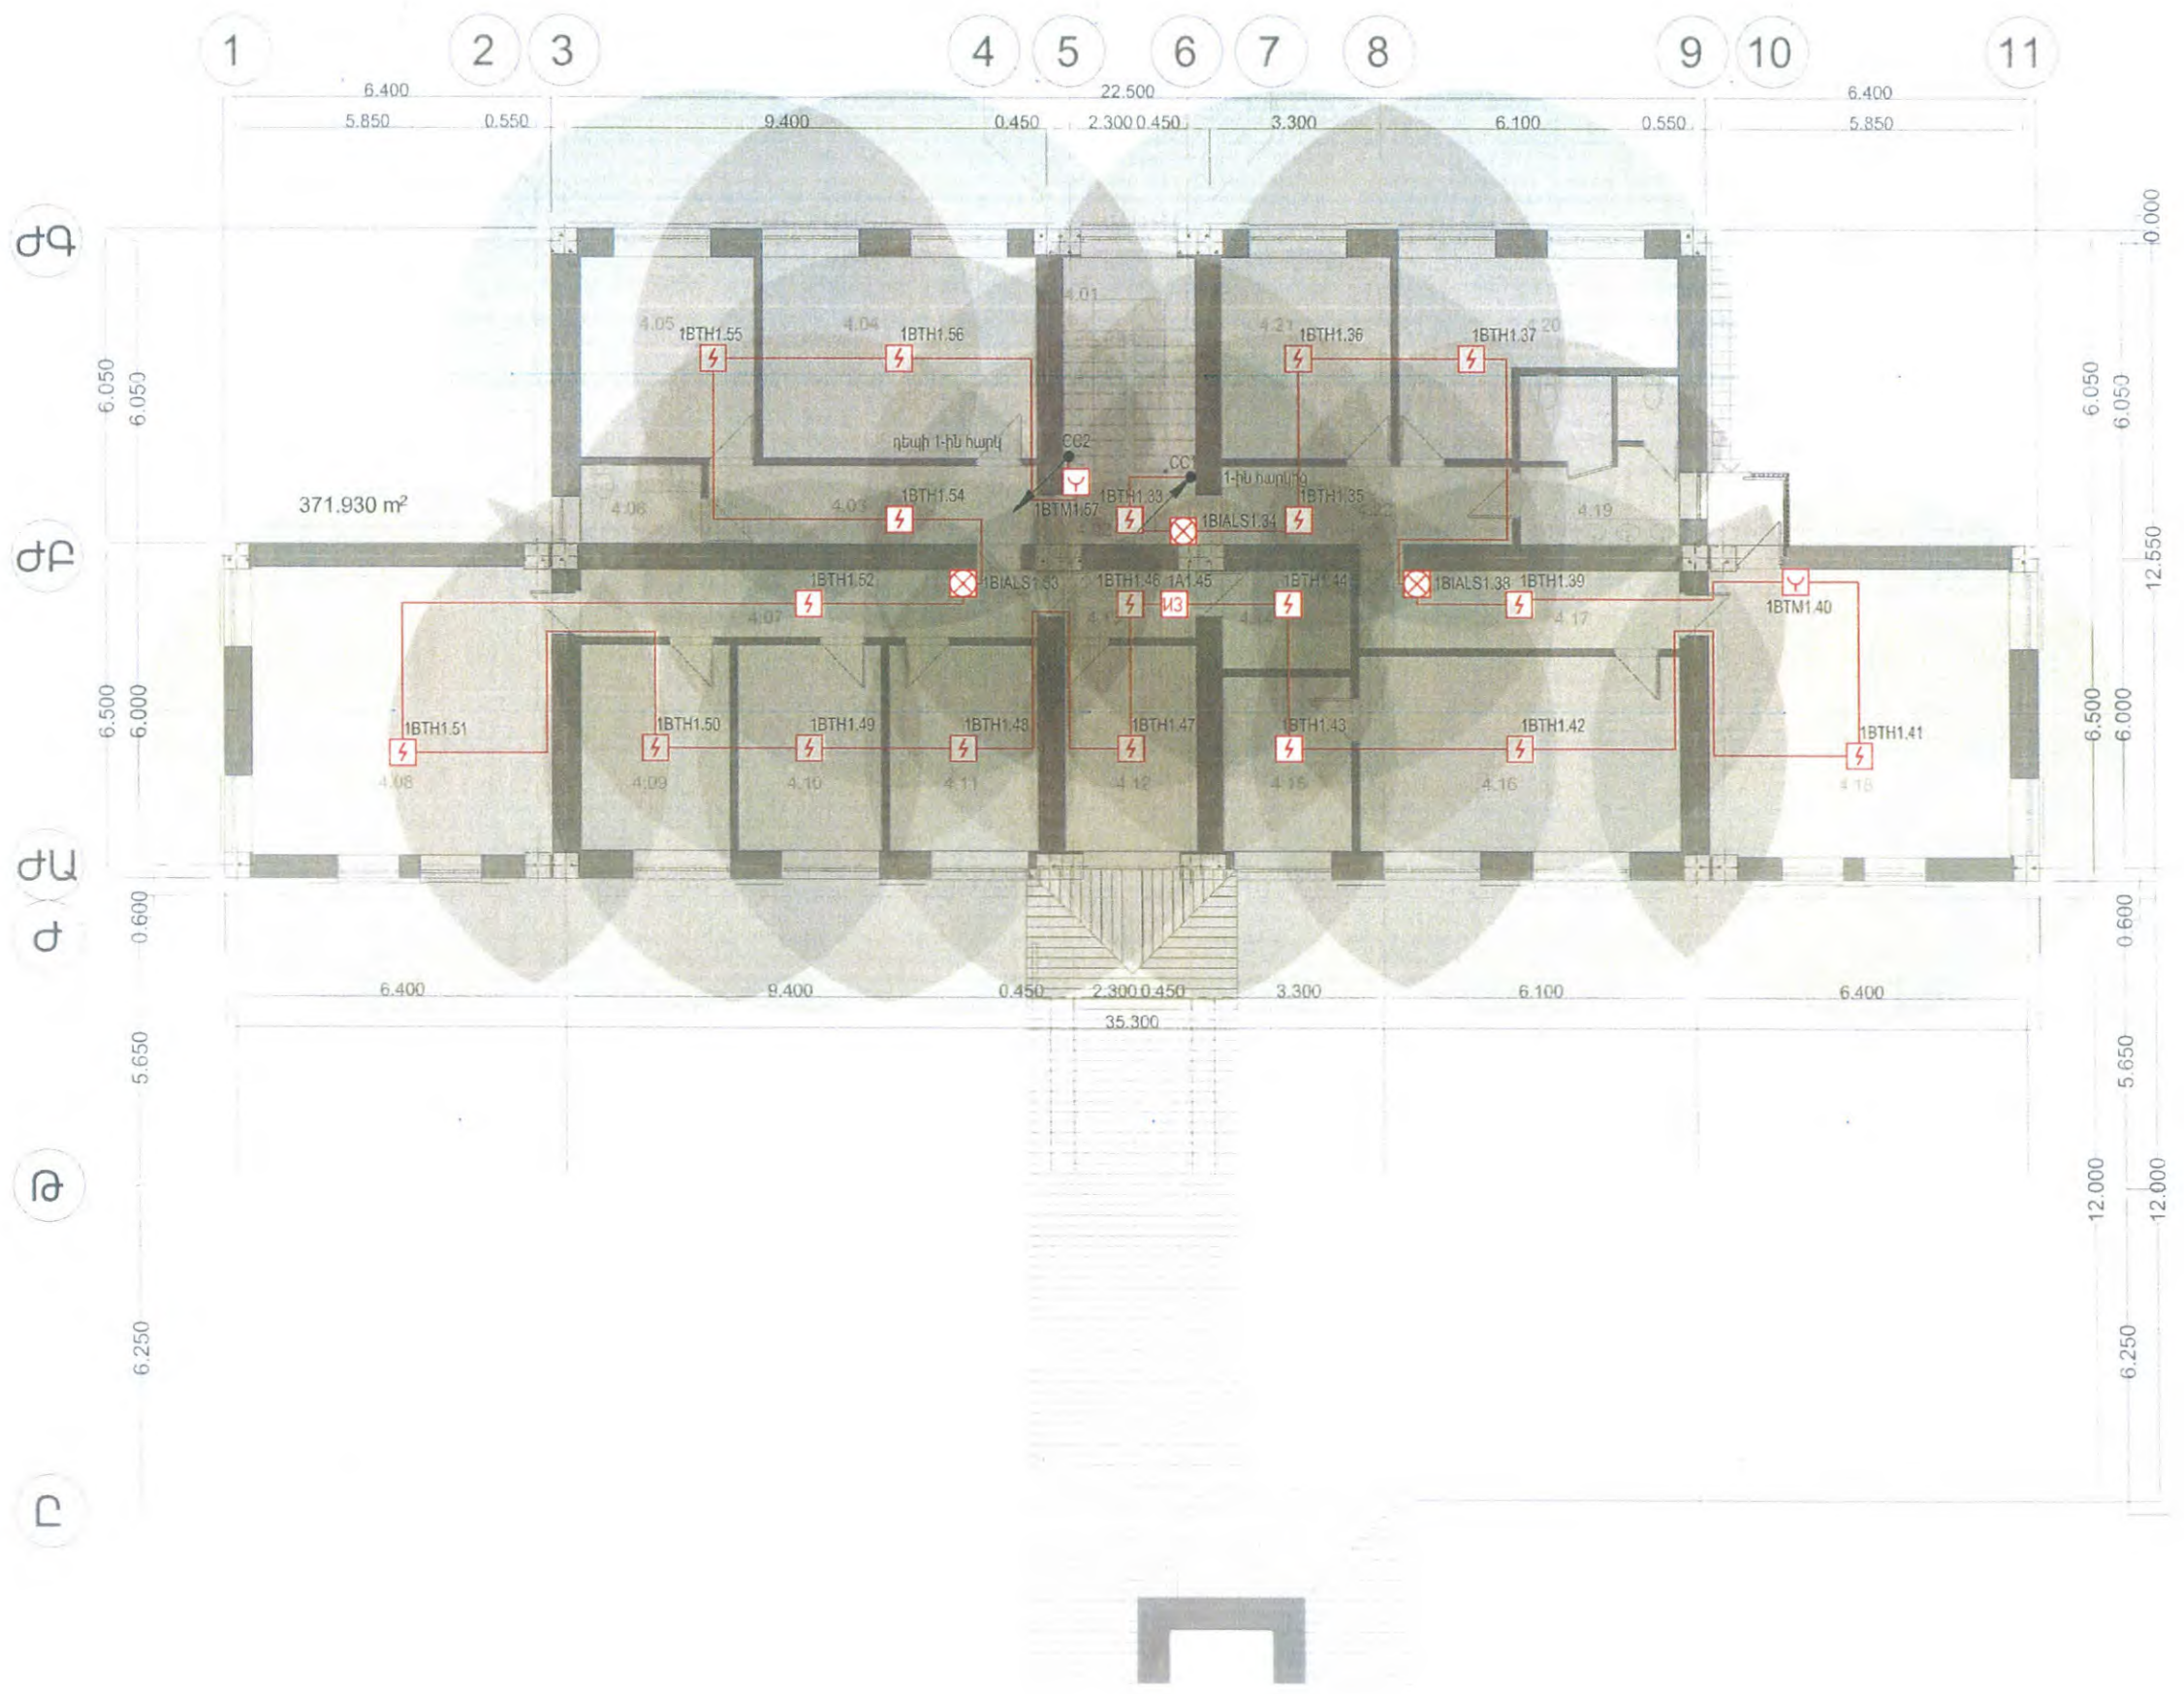 1 2 3 4 5 6 7 8 9 10 11
6.400 22.500 6.400
5.850 0.550 9.400 0.450 2.300 0.450 3.300 6.100 0.550 5.850
ԺԳ
0.000
4.01
4.05 4.04 4.21 4.20
1BTH1.55 1BTH1.56 1BTH1.36 1BTH1.37
6.050 6.050 6.050 6.050
դեպի 1-ին հարկ CC2
CC
1-ին հարկից
371.930 m²
4.06 4.03 1BTH1.54 1BTM1.57 1BTH1.33 1BIALS1.34 1BTH1.35 4.22 4.19
ԺԲ
12.550
1BTH1.52 1BIALS1.53 1BTH1.46 1A1.45 1BTH1.44 1BIALS1.38 1BTH1.39
ИЗ
1BTM1.40
4.07 4.17
6.500 6.000 6.500 6.000
1BTH1.51 1BTH1.50 1BTH1.49 1BTH1.48 1BTH1.47 1BTH1.43 1BTH1.42 1BTH1.41
4.08 4.09 4.10 4.11 4.12 4.15 4.16 4.18
ԺԱ
0.600 0.600
Ժ
6.400 9.400 0.450 2.300 0.450 3.300 6.100 6.400
35.300
5.650 5.650
Թ
12.000 12.000
6.250 6.250
Ը